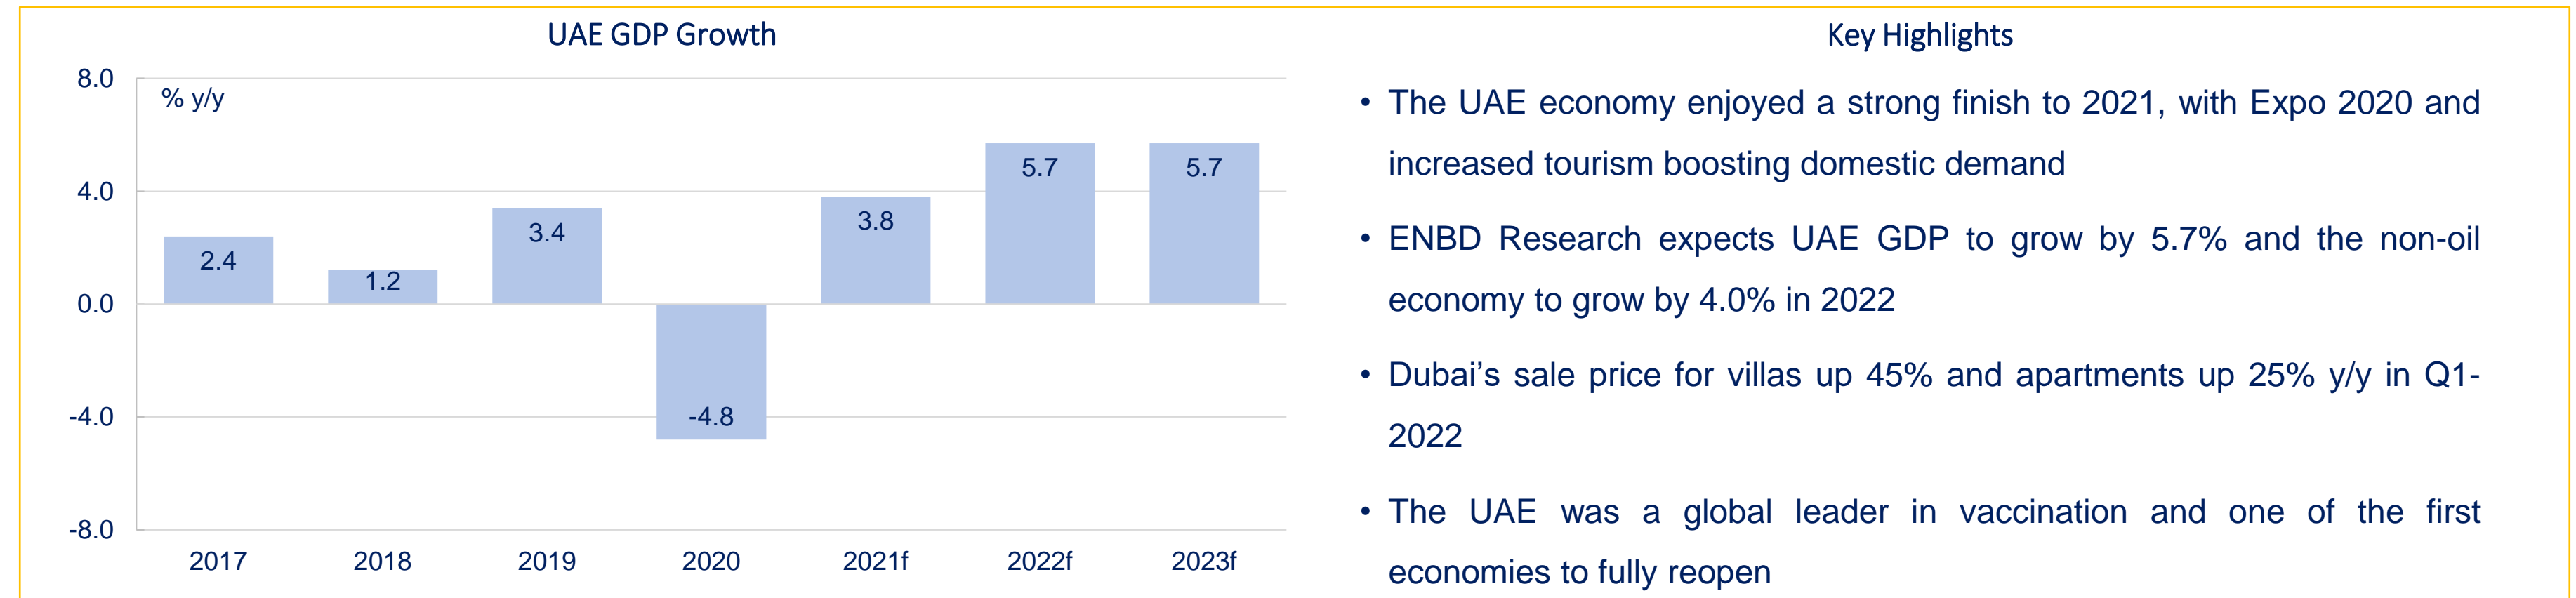 UAE GDP Growth
8.0
% y/y
4.0
0.0
-4.0
-8.0
2.4
1.2
3.4
-4.8
3.8
5.7
5.7
2017
2018
2019
2020
2021f
2022f
2023f
Key Highlights
• The UAE economy enjoyed a strong finish to 2021, with Expo 2020 and
increased tourism boosting domestic demand
• ENBD Research expects UAE GDP to grow by 5.7% and the non-oil
economy to grow by 4.0% in 2022
• Dubai’s sale price for villas up 45% and apartments up 25% y/y in Q1-
2022
• The UAE was a global leader in vaccination and one of the first
economies to fully reopen